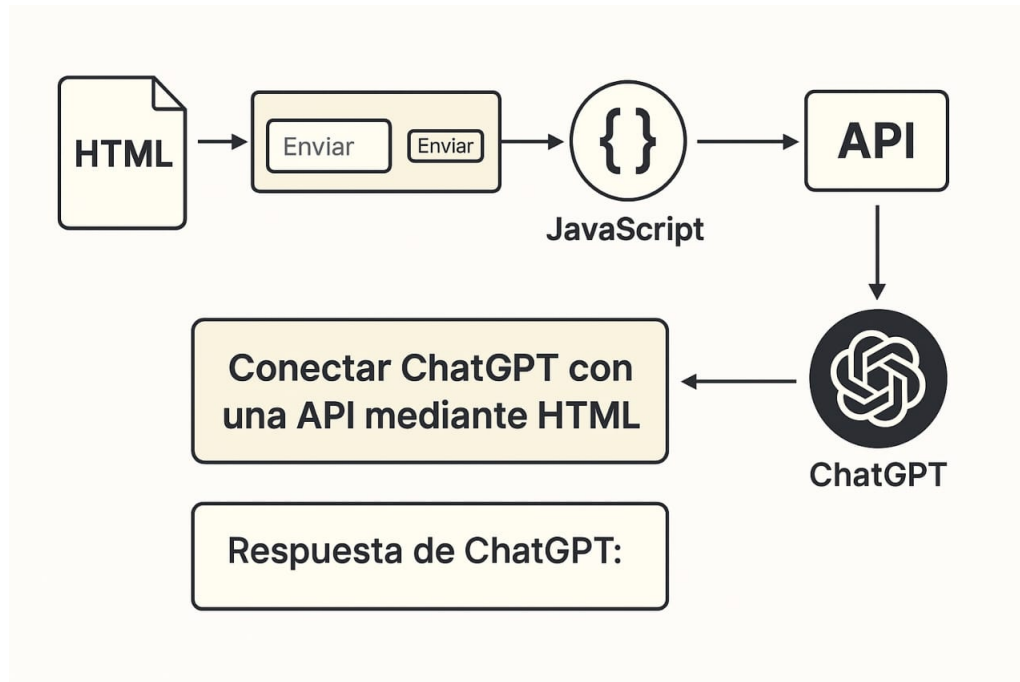 HTML
Enviar
Enviar
{}
JavaScript
API
ChatGPT
Conectar ChatGPT con
una API mediante HTML
Respuesta de ChatGPT: